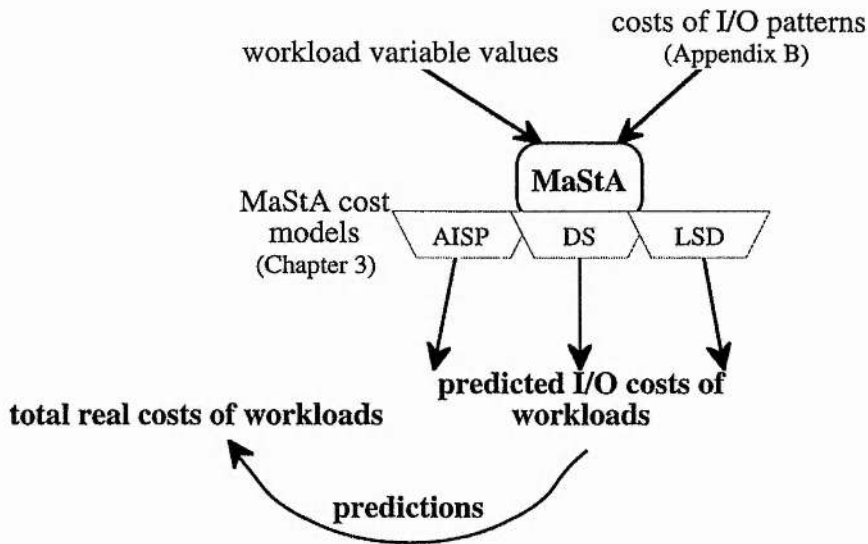 costs of I/O patterns
(Appendix B)
workload variable values
MaStA
MaStA cost
models
(Chapter 3)
AISP
DS
LSD
predicted I/O costs of
workloads
total real costs of workloads
predictions